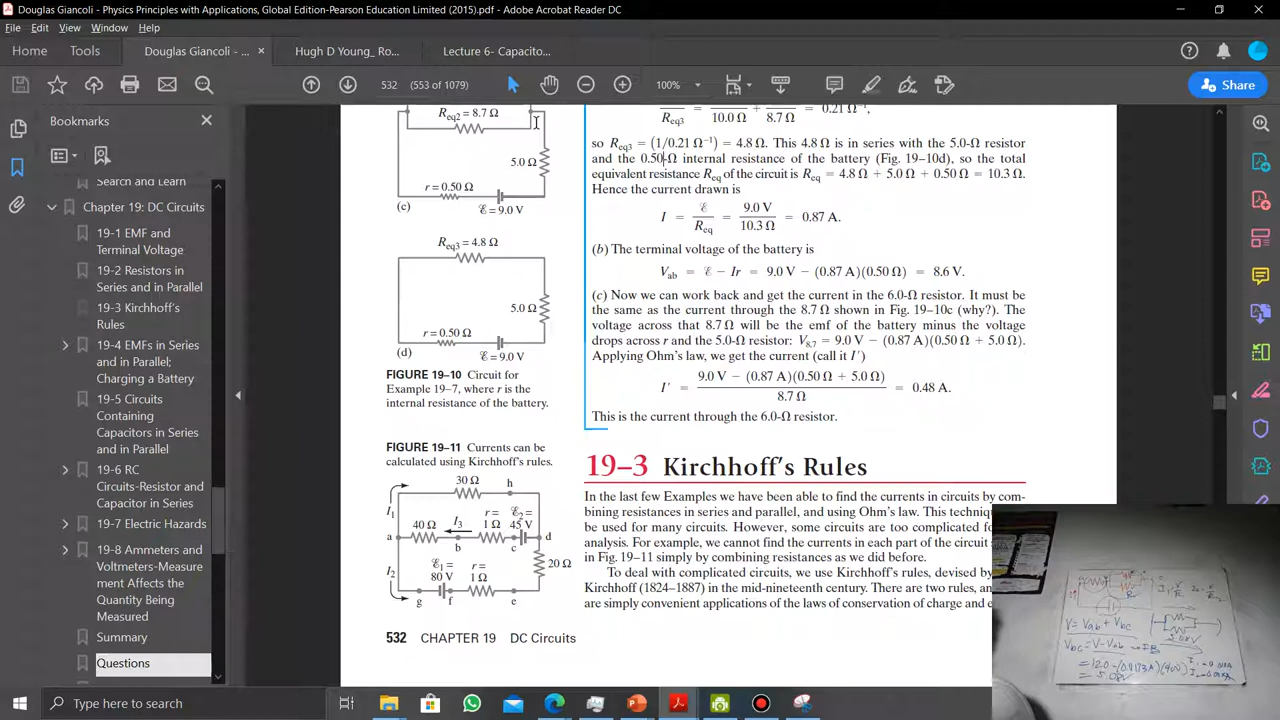 Douglas Giancoli - Physics Principles with Applications, Global Edition-Pearson Education Limited (2015).pdf - Adobe Acrobat Reader DC
File Edit View Window Help
Home Tools Douglas Giancoli - ... × Hugh D Young_ Ro... Lecture 6- Capacito...
532 (553 of 1079) 100% Share
Bookmarks ×
Search and Learn
Chapter 19: DC Circuits
19-1 EMF and
Terminal Voltage
19-2 Resistors in
Series and in Parallel
19-3 Kirchhoff's
Rules
19-4 EMFs in Series
and in Parallel;
Charging a Battery
19-5 Circuits
Containing
Capacitors in Series
and in Parallel
19-6 RC
Circuits-Resistor and
Capacitor in Series
19-7 Electric Hazards
19-8 Ammeters and
Voltmeters-Measure
ment Affects the
Quantity Being
Measured
Summary
Questions
Req2 = 8.7 Ω
5.0 Ω
r = 0.50 Ω
(c)
ℰ = 9.0 V
Req3 = 4.8 Ω
5.0 Ω
r = 0.50 Ω
(d)
ℰ = 9.0 V
FIGURE 19–10 Circuit for
Example 19–7, where r is the
internal resistance of the battery.
FIGURE 19–11 Currents can be
calculated using Kirchhoff's rules.
30 Ω h
I1
I3 r = ℰ2 =
40 Ω 1 Ω 45 V
a b c d
ℰ1 = r = 20 Ω
I2 80 V 1 Ω
g f e
532 CHAPTER 19 DC Circuits
Req3 10.0 Ω + 8.7 Ω = 0.21 Ω⁻¹,
so Req3 = (1/0.21 Ω⁻¹) = 4.8 Ω. This 4.8 Ω is in series with the 5.0-Ω resistor
and the 0.50-Ω internal resistance of the battery (Fig. 19–10d), so the total
equivalent resistance Req of the circuit is Req = 4.8 Ω + 5.0 Ω + 0.50 Ω = 10.3 Ω.
Hence the current drawn is
I = ℰ/Req = 9.0 V/10.3 Ω = 0.87 A.
(b) The terminal voltage of the battery is
Vab = ℰ − Ir = 9.0 V − (0.87 A)(0.50 Ω) = 8.6 V.
(c) Now we can work back and get the current in the 6.0-Ω resistor. It must be
the same as the current through the 8.7 Ω shown in Fig. 19–10c (why?). The
voltage across that 8.7 Ω will be the emf of the battery minus the voltage
drops across r and the 5.0-Ω resistor: V8.7 = 9.0 V − (0.87 A)(0.50 Ω + 5.0 Ω).
Applying Ohm's law, we get the current (call it I′)
I′ = 9.0 V − (0.87 A)(0.50 Ω + 5.0 Ω)/8.7 Ω = 0.48 A.
This is the current through the 6.0-Ω resistor.
19–3 Kirchhoff's Rules
In the last few Examples we have been able to find the currents in circuits by com-
bining resistances in series and parallel, and using Ohm's law. This techniq
be used for many circuits. However, some circuits are too complicated f
analysis. For example, we cannot find the currents in each part of the circuit
in Fig. 19–11 simply by combining resistances as we did before.
To deal with complicated circuits, we use Kirchhoff's rules, devised by
Kirchhoff (1824–1887) in the mid-nineteenth century. There are two rules, an
are simply convenient applications of the laws of conservation of charge and e
V = Vab + Vbc
Vbc = V − Vab
Type here to search